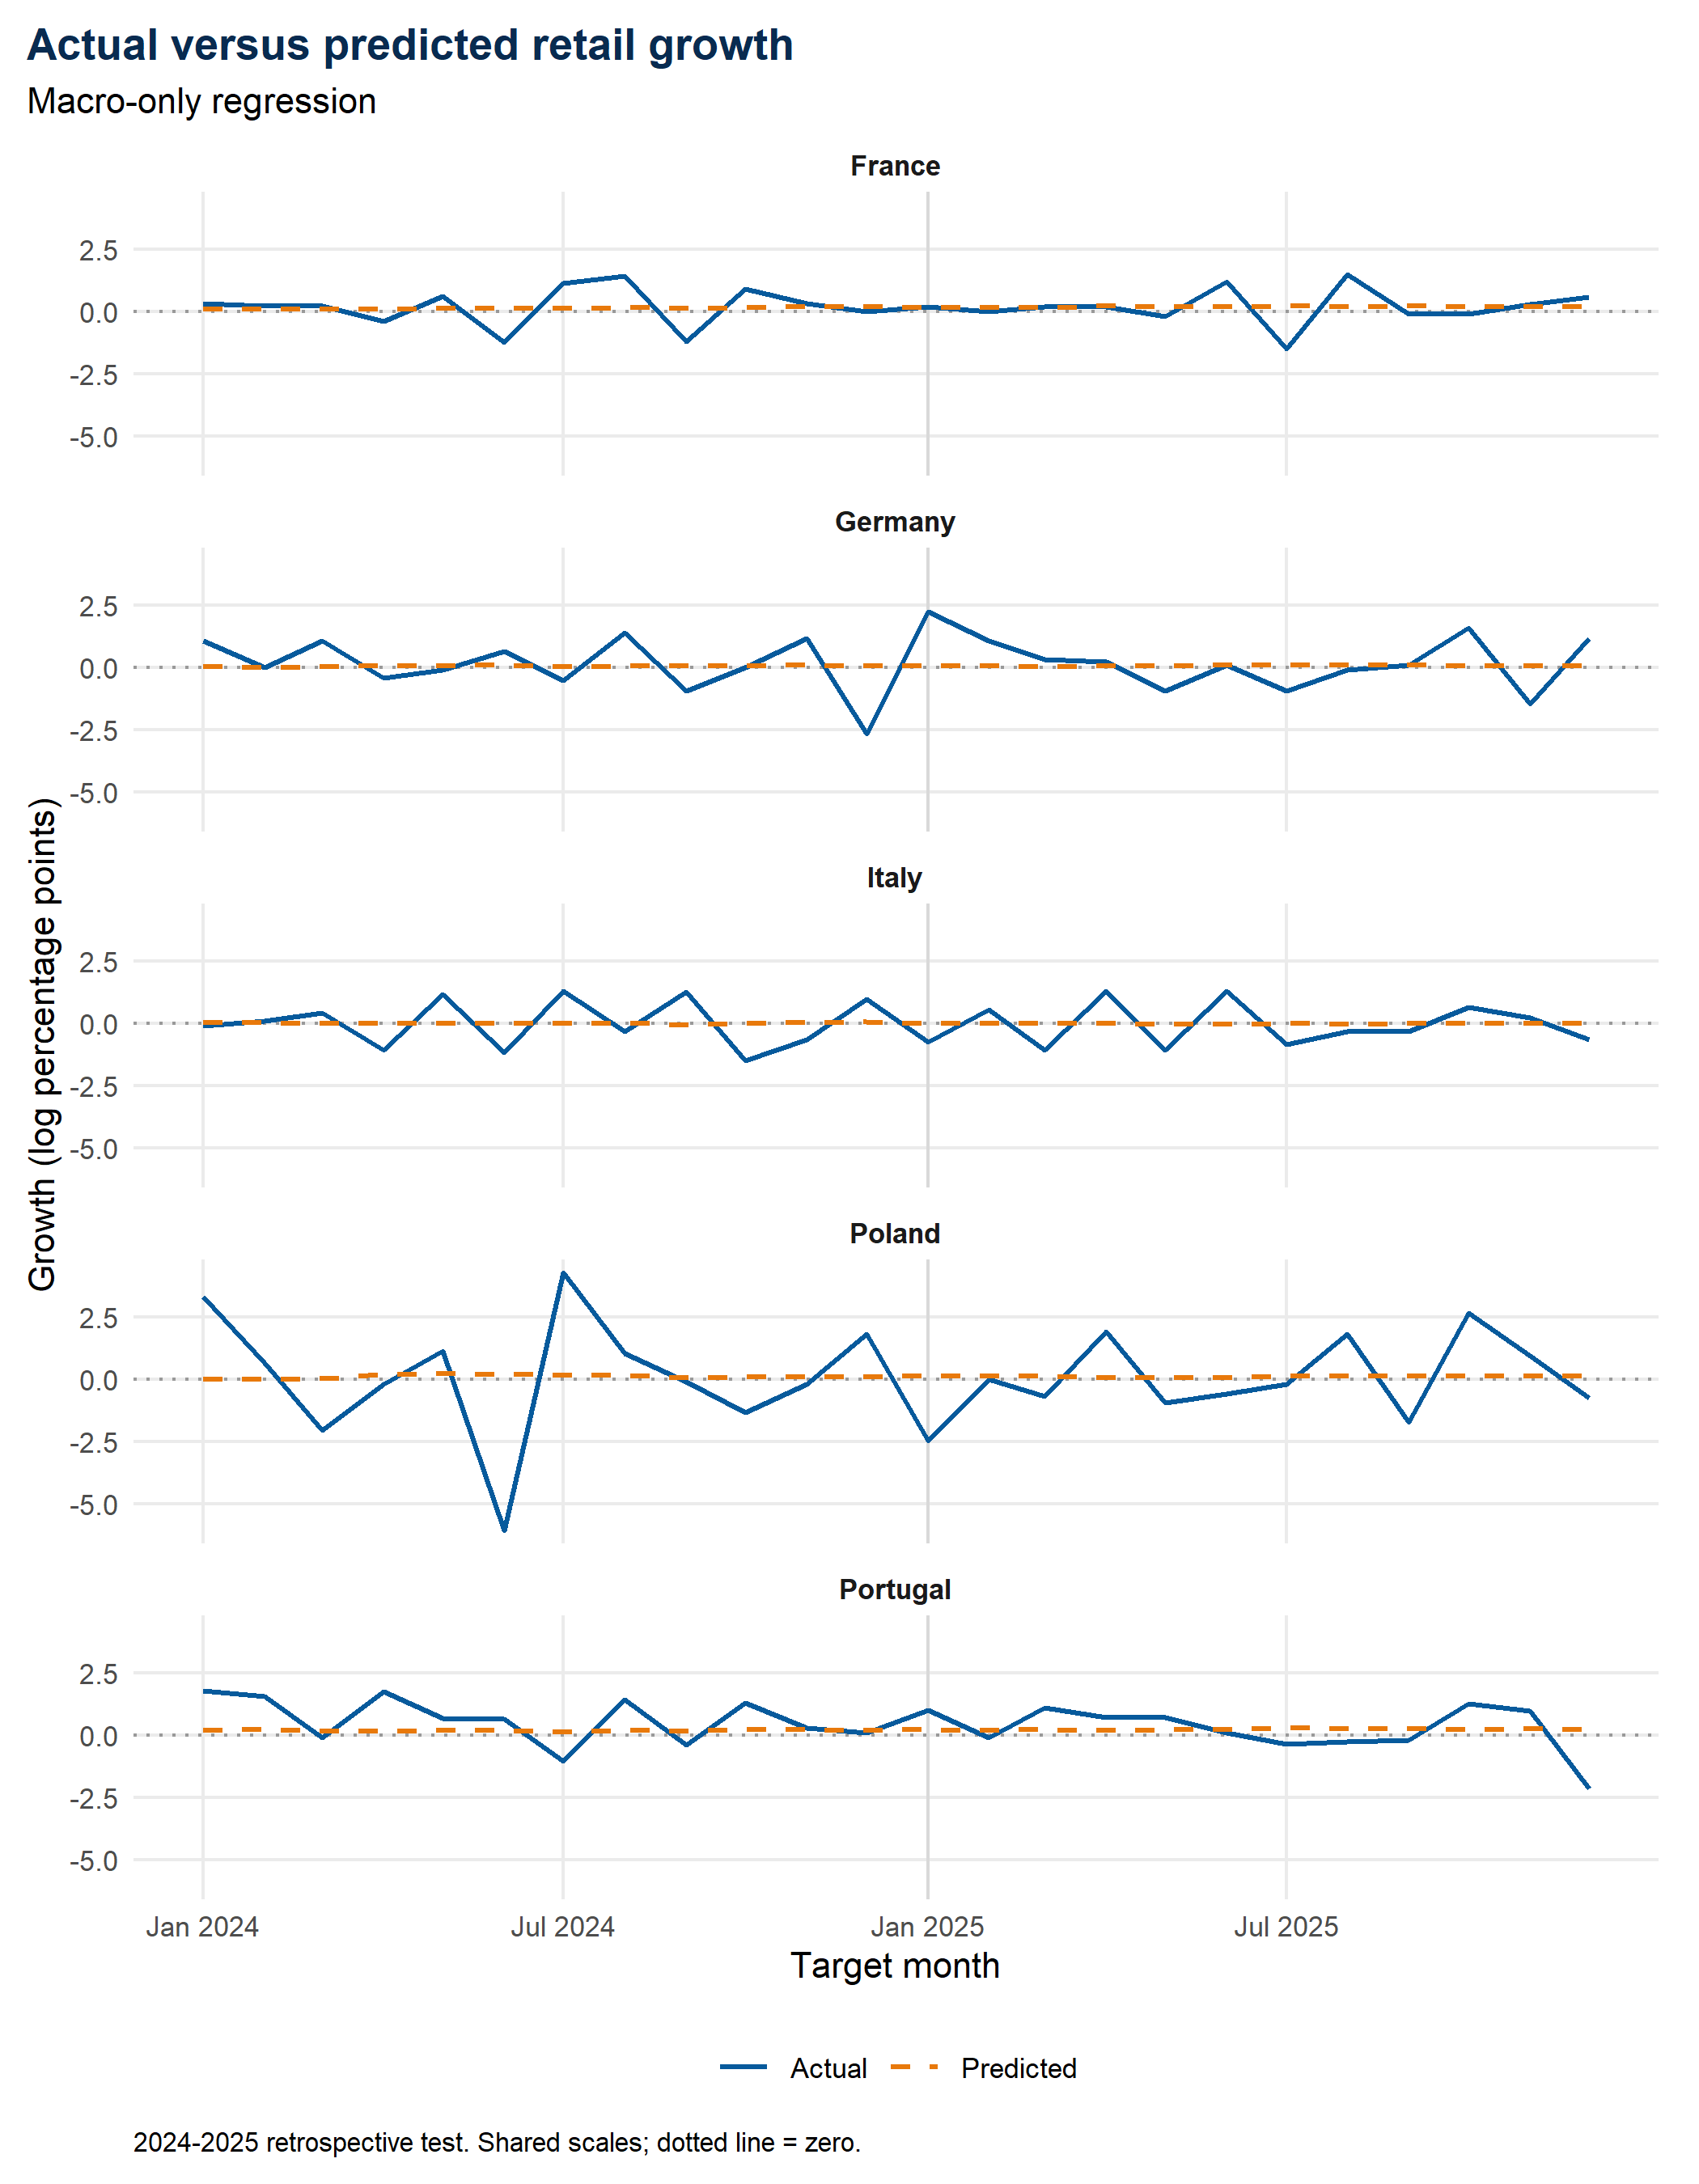 Actual versus predicted retail growth
Macro-only regression
France
2.5
0.0
-2.5
-5.0
Germany
2.5
0.0
-2.5
-5.0
Italy
2.5
0.0
-2.5
-5.0
Poland
2.5
0.0
-2.5
-5.0
Portugal
2.5
0.0
-2.5
-5.0
Growth (log percentage points)
Jan 2024 Jul 2024 Jan 2025 Jul 2025
Target month
Actual Predicted
2024-2025 retrospective test. Shared scales; dotted line = zero.